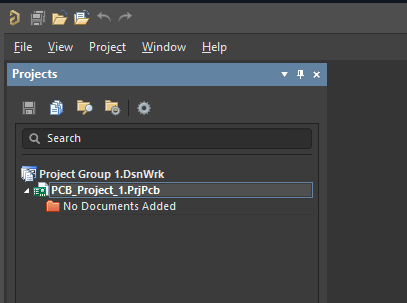 File View Project Window Help
Projects
Search
Project Group 1.DsnWrk
PCB_Project_1.PrjPcb
No Documents Added